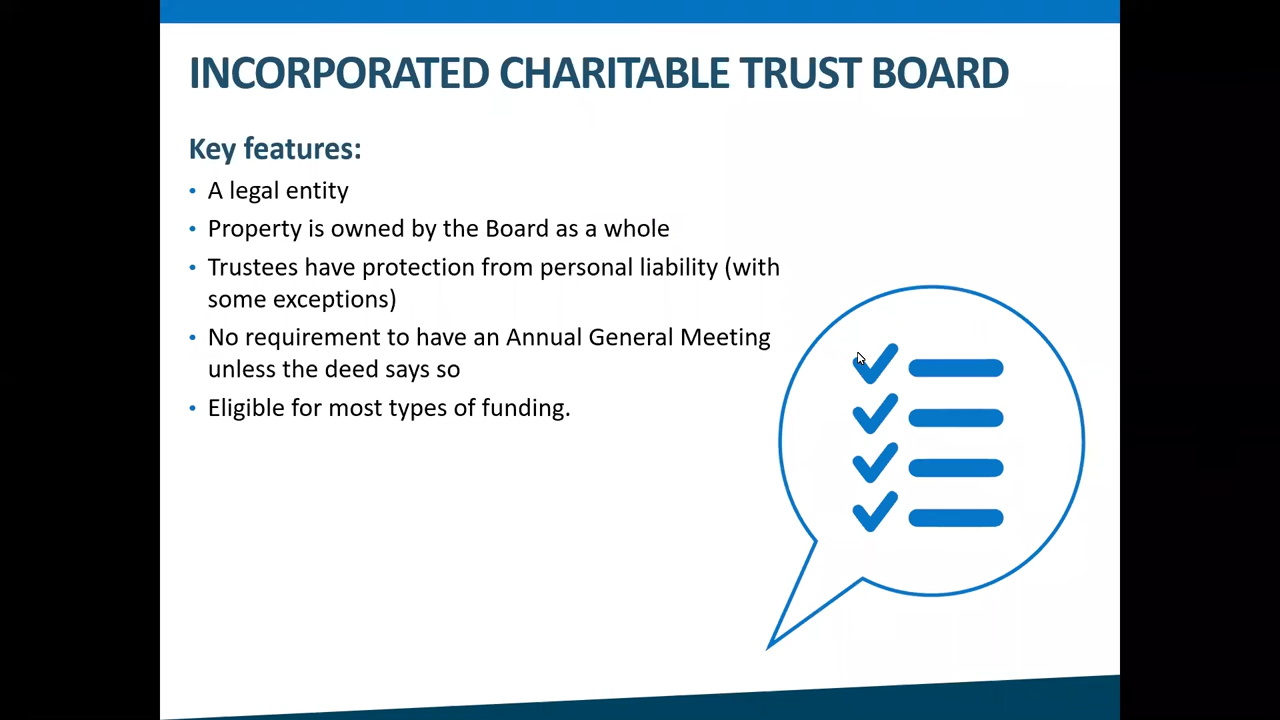 INCORPORATED CHARITABLE TRUST BOARD
Key features:
• A legal entity
• Property is owned by the Board as a whole
• Trustees have protection from personal liability (with
some exceptions)
• No requirement to have an Annual General Meeting
unless the deed says so
• Eligible for most types of funding.